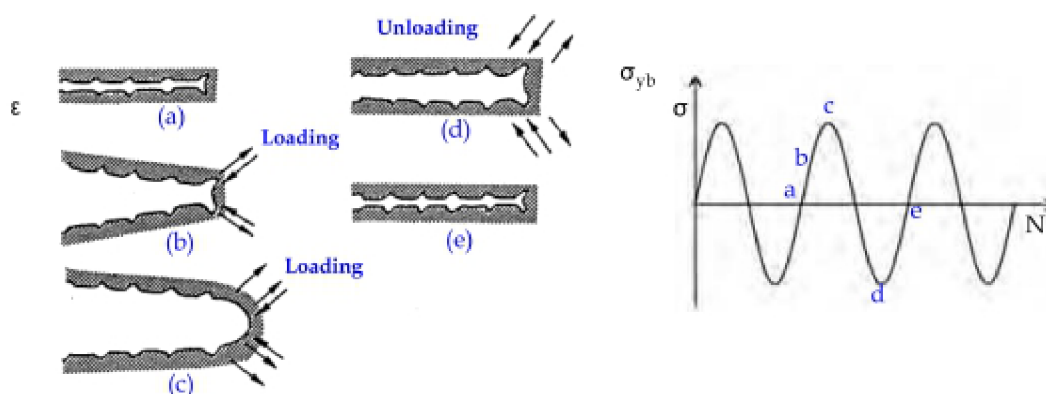 Unloading
ε
(a)
Loading
(b)
Loading
(c)
(d)
(e)
σyb
σ
c
b
a
e
N
d